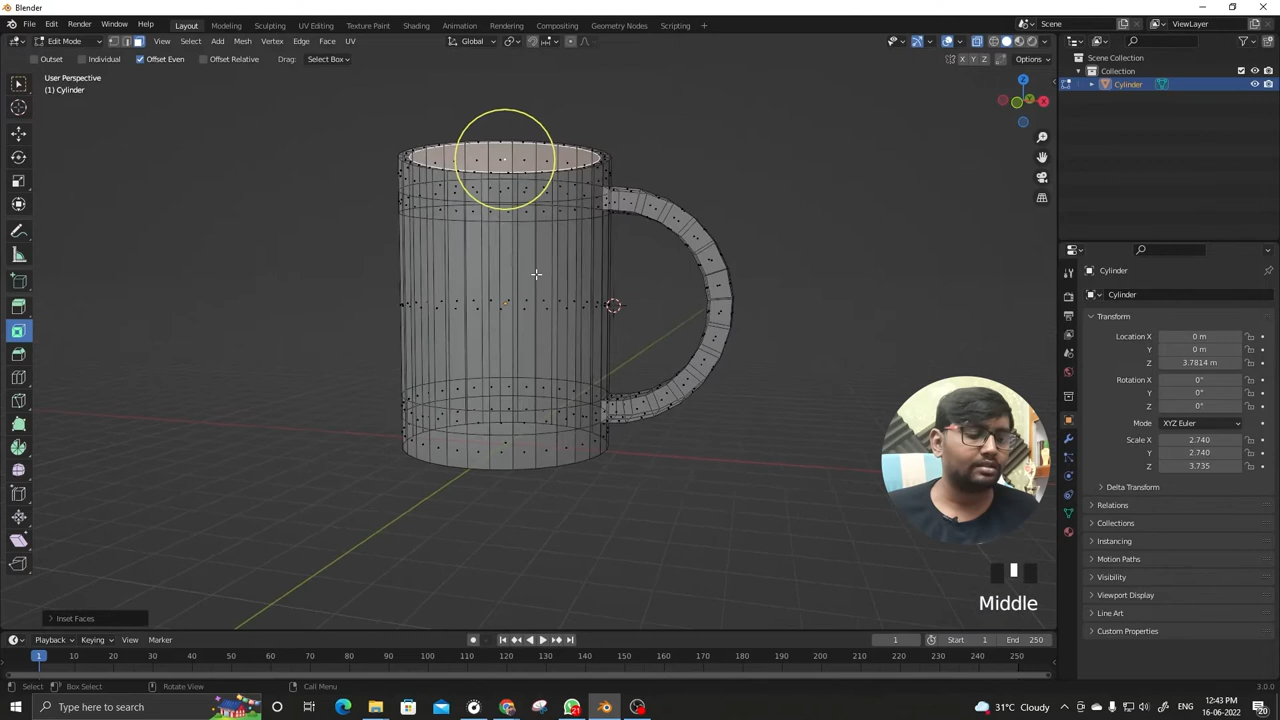 Blender
File Edit Render Window Help Layout Modeling Sculpting UV Editing Texture Paint Shading Animation Rendering Compositing Geometry Nodes Scripting + Scene ViewLayer
Edit Mode View Select Add Mesh Vertex Edge Face UV Global X Y Z Options
Outset Individual Offset Even Offset Relative Drag: Select Box
User Perspective
(1) Cylinder
Z
X
Y
Scene Collection
Collection
Cylinder
Cylinder
Cylinder
Transform
Location X 0 m
Y 0 m
Z 3.7814 m
Rotation X 0°
Y 0°
Z 0°
Mode XYZ Euler
Scale X 2.740
Y 2.740
Z 3.735
Delta Transform
Relations
Collections
Instancing
Motion Paths
Visibility
Viewport Display
Line Art
Custom Properties
Middle
Inset Faces
Playback Keying View Marker 1 Start 1 End 250
1 10 20 30 40 50 60 70 80 90 100 110 120 130 140 150 160 170 180 190 200 210 220 230 240 250
Select Box Select Rotate View Call Menu 3.0.0
Type here to search 21 31°C Cloudy ENG 12:43 PM
16-06-2022 20